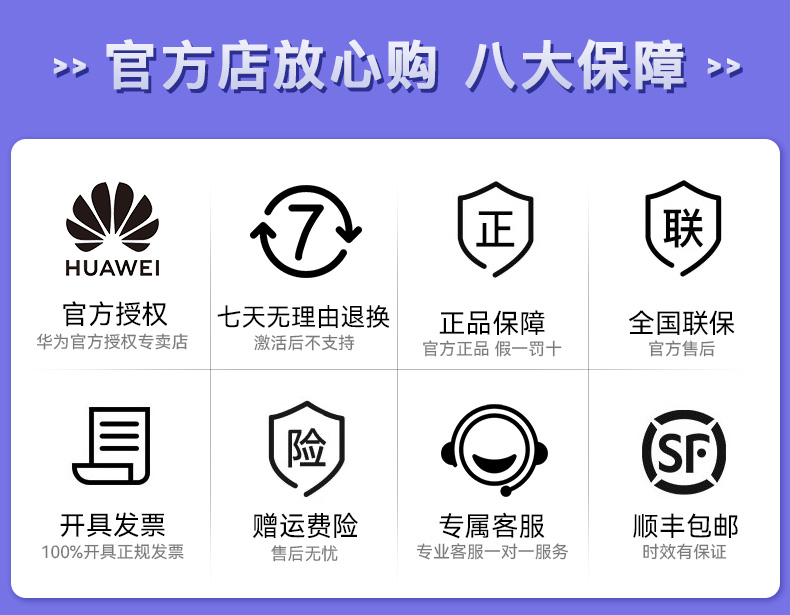 >> 官方店放心购 八大保障 >>
HUAWEI
官方授权
华为官方授权专卖店
7
七天无理由退换
激活后不支持
正
正品保障
官方正品 假一罚十
联
全国联保
官方售后
开具发票
100%开具正规发票
险
赠运费险
售后无忧
专属客服
专业客服一对一服务
SF
顺丰包邮
时效有保证